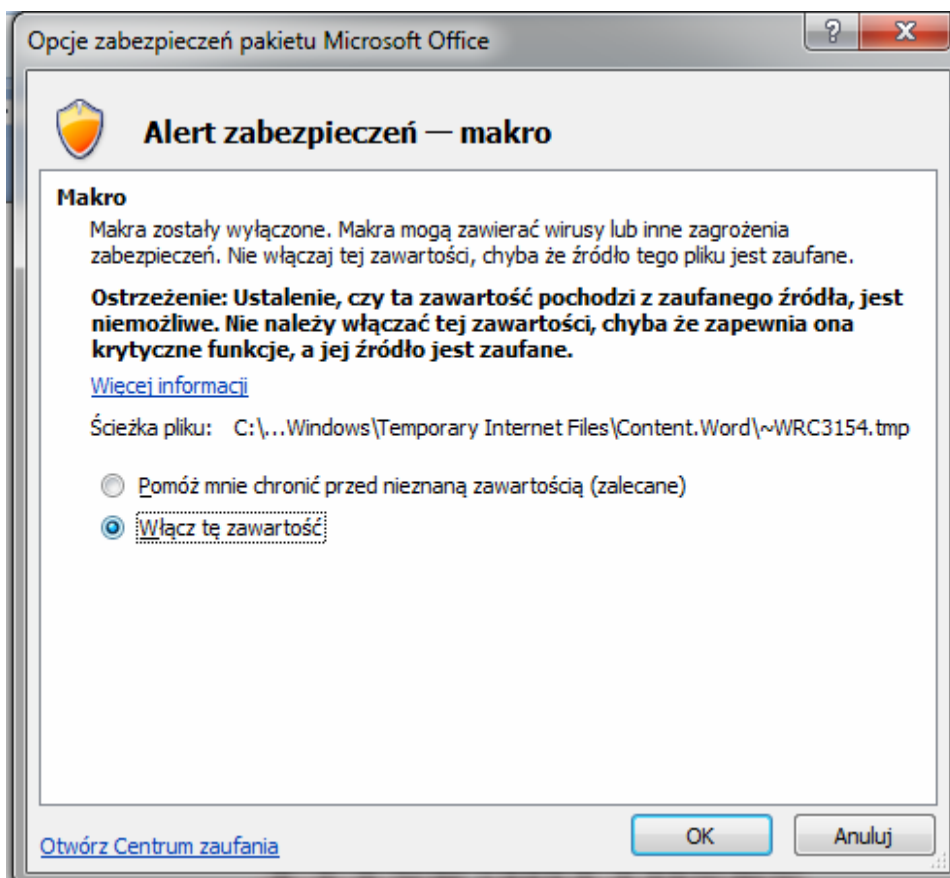 Opcje zabezpieczeń pakietu Microsoft Office
Alert zabezpieczeń — makro
Makro
Makra zostały wyłączone. Makra mogą zawierać wirusy lub inne zagrożenia
zabezpieczeń. Nie włączaj tej zawartości, chyba że źródło tego pliku jest zaufane.
Ostrzeżenie: Ustalenie, czy ta zawartość pochodzi z zaufanego źródła, jest
niemożliwe. Nie należy włączać tej zawartości, chyba że zapewnia ona
krytyczne funkcje, a jej źródło jest zaufane.
Więcej informacji
Ścieżka pliku: C:\...Windows\Temporary Internet Files\Content.Word\~WRC3154.tmp
Pomóż mnie chronić przed nieznaną zawartością (zalecane)
Włącz tę zawartość
Otwórz Centrum zaufania
OK
Anuluj